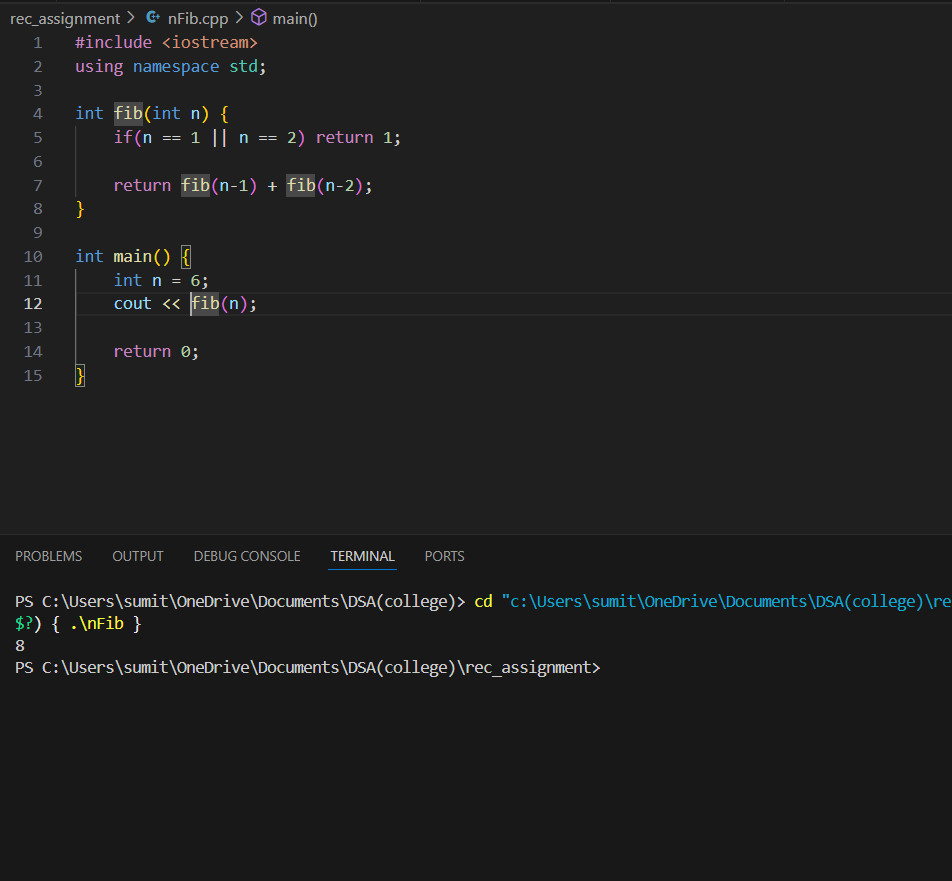 rec_assignment > nFib.cpp > main()
1 #include <iostream>
2 using namespace std;
3
4 int fib(int n) {
5     if(n == 1 || n == 2) return 1;
6
7     return fib(n-1) + fib(n-2);
8 }
9
10 int main() {
11     int n = 6;
12     cout << fib(n);
13
14     return 0;
15 }
PROBLEMS OUTPUT DEBUG CONSOLE TERMINAL PORTS
PS C:\Users\sumit\OneDrive\Documents\DSA(college)> cd "c:\Users\sumit\OneDrive\Documents\DSA(college)\re
$?) { .\nFib }
8
PS C:\Users\sumit\OneDrive\Documents\DSA(college)\rec_assignment>